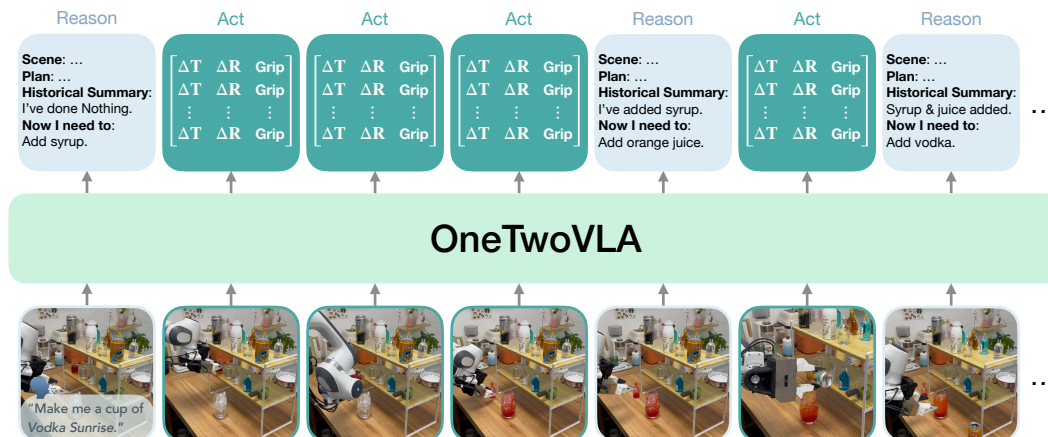 Reason
Act
Act
Act
Reason
Act
Reason
Scene: ...
Plan: ...
Historical Summary:
I've done Nothing.
Now I need to:
Add syrup.
ΔT ΔR Grip
ΔT ΔR Grip
⋮ ⋮ ⋮
ΔT ΔR Grip
ΔT ΔR Grip
ΔT ΔR Grip
⋮ ⋮ ⋮
ΔT ΔR Grip
ΔT ΔR Grip
ΔT ΔR Grip
⋮ ⋮ ⋮
ΔT ΔR Grip
Scene: ...
Plan: ...
Historical Summary:
I've added syrup.
Now I need to:
Add orange juice.
ΔT ΔR Grip
ΔT ΔR Grip
⋮ ⋮ ⋮
ΔT ΔR Grip
Scene: ...
Plan: ...
Historical Summary:
Syrup & juice added.
Now I need to:
Add vodka.
...
OneTwoVLA
"Make me a cup of
Vodka Sunrise."
...